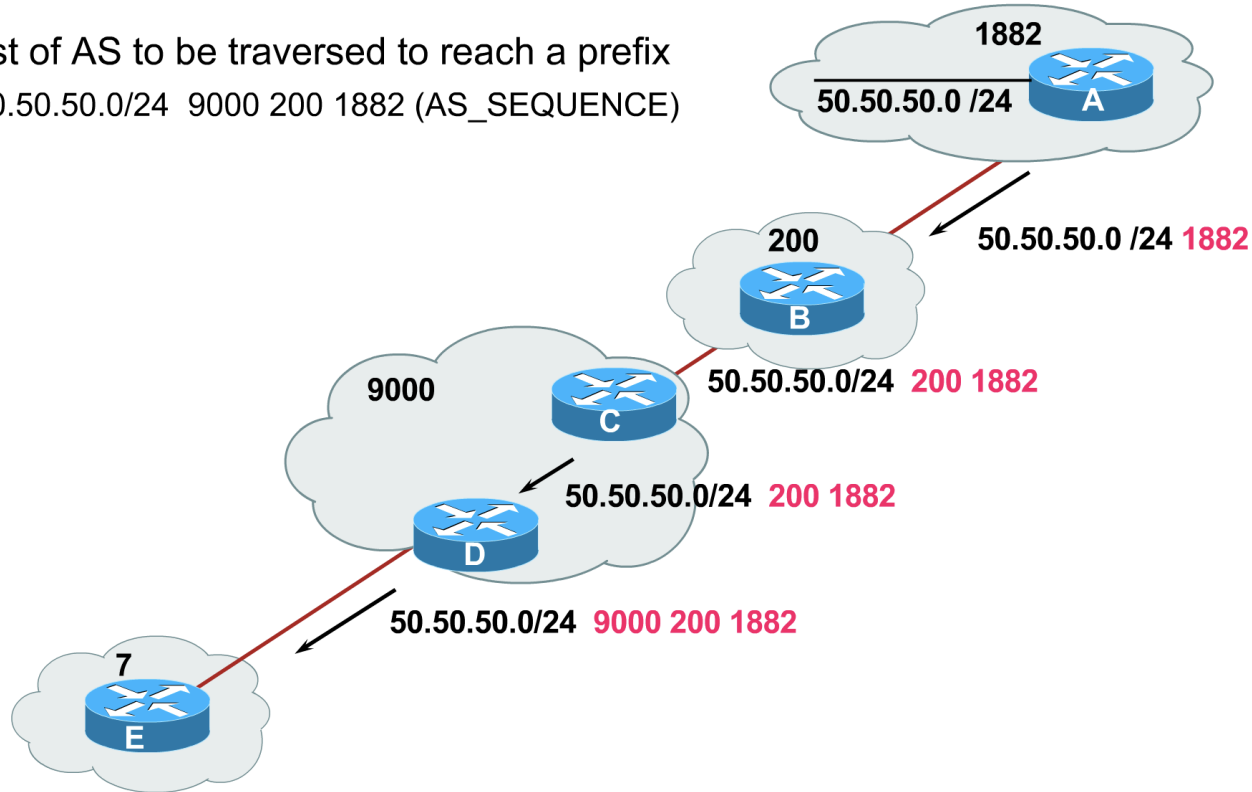 st of AS to be traversed to reach a prefix
0.50.50.0/24 9000 200 1882 (AS_SEQUENCE)
1882
50.50.50.0 /24
A
50.50.50.0 /24 1882
200
B
50.50.50.0/24 200 1882
9000
C
50.50.50.0/24 200 1882
D
50.50.50.0/24 9000 200 1882
7
E